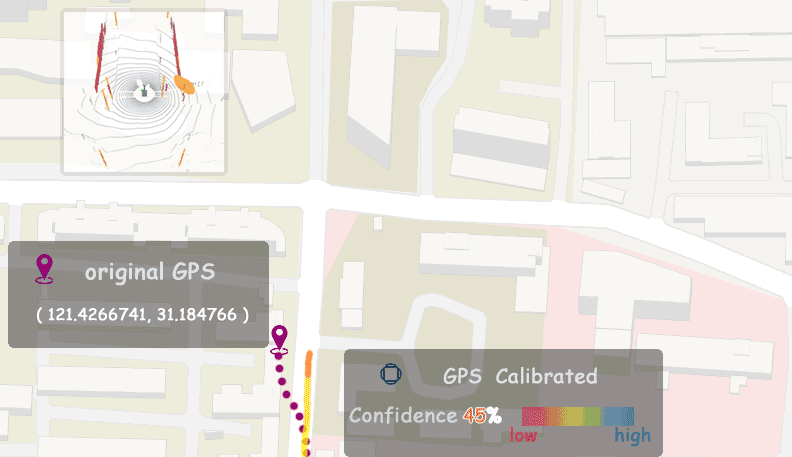 original GPS
( 121.4266741, 31.184766 )
GPS Calibrated
Confidence 45%
low high